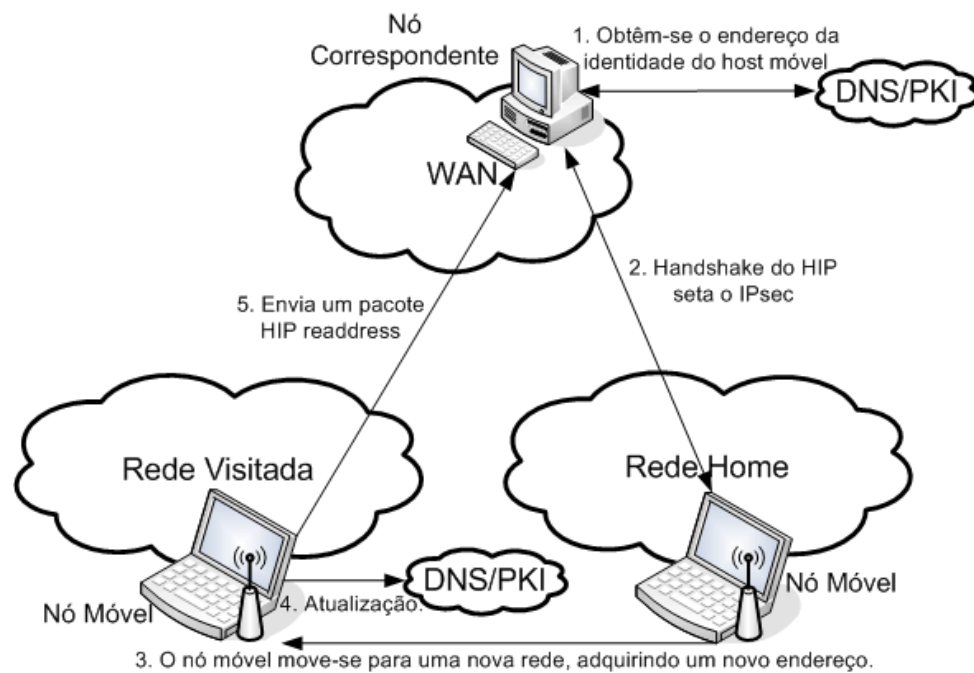 Nó
Correspondente
1. Obtêm-se o endereço da
identidade do host móvel
DNS/PKI
WAN
2. Handshake do HIP
seta o IPsec
5. Envia um pacote
HIP readdress
Rede Visitada
Rede Home
DNS/PKI
Nó Móvel
4. Atualização.
Nó Móvel
3. O nó móvel move-se para uma nova rede, adquirindo um novo endereço.